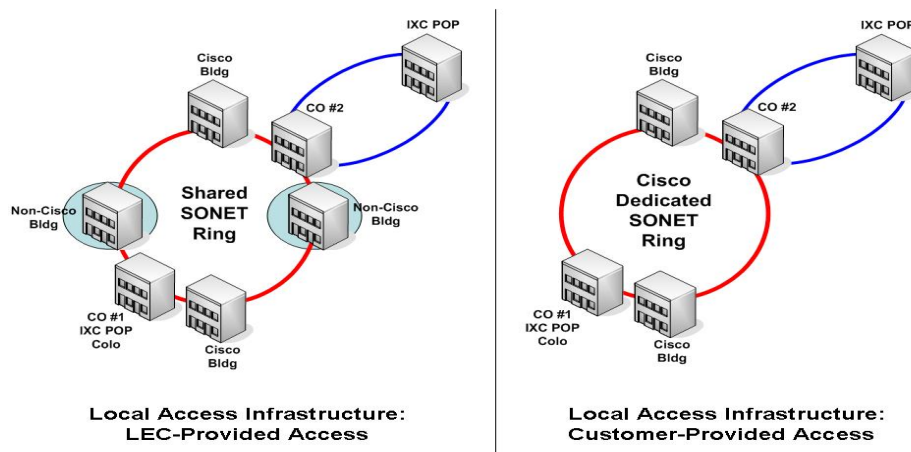 IXC POP
Cisco
Bldg
CO #2
Non-Cisco
Bldg
Shared
SONET
Ring
Non-Cisco
Bldg
CO #1
IXC POP
Colo
Cisco
Bldg
Local Access Infrastructure:
LEC-Provided Access
IXC POP
Cisco
Bldg
CO #2
Cisco
Dedicated
SONET
Ring
CO #1
IXC POP
Colo
Cisco
Bldg
Local Access Infrastructure:
Customer-Provided Access